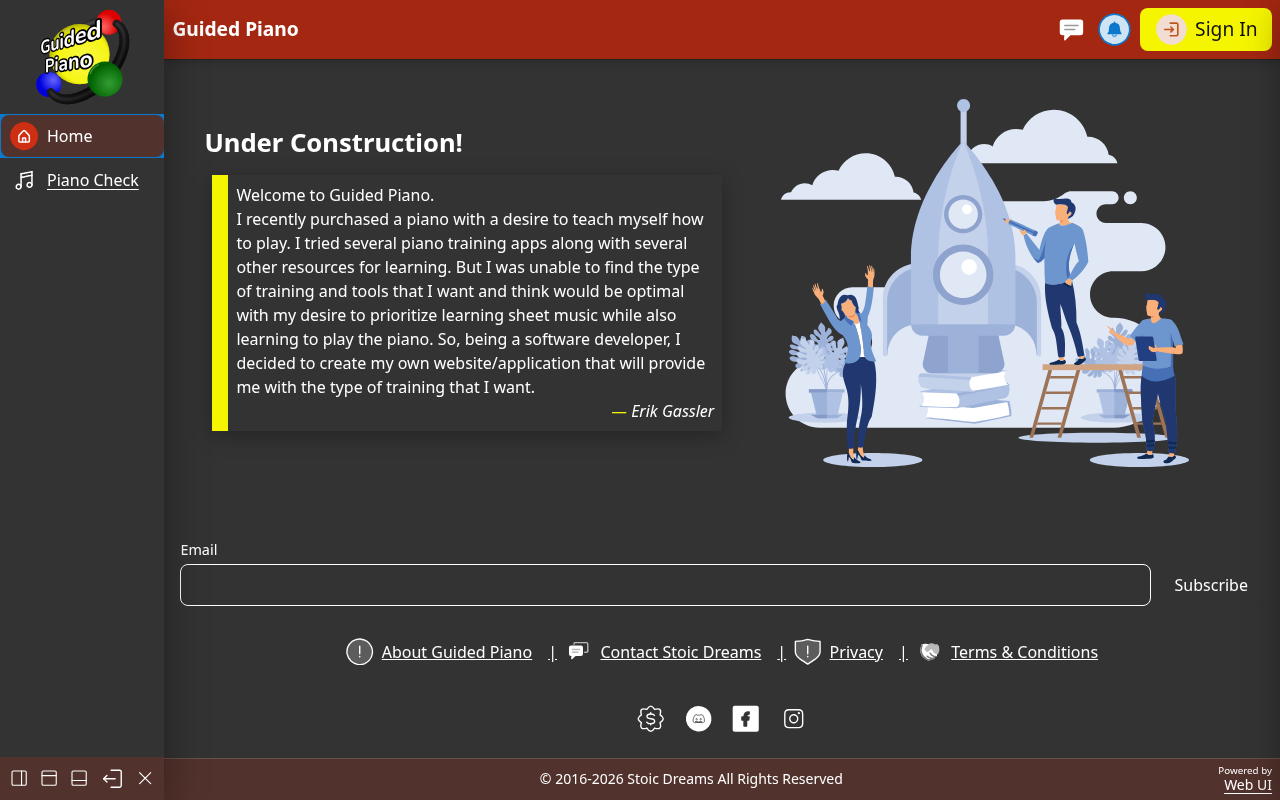 Guided
Piano
Guided Piano
Sign In
Home
Piano Check
Under Construction!
Welcome to Guided Piano.
I recently purchased a piano with a desire to teach myself how
to play. I tried several piano training apps along with several
other resources for learning. But I was unable to find the type
of training and tools that I want and think would be optimal
with my desire to prioritize learning sheet music while also
learning to play the piano. So, being a software developer, I
decided to create my own website/application that will provide
me with the type of training that I want.
— Erik Gassler
Email
Subscribe
About Guided Piano | Contact Stoic Dreams | Privacy | Terms & Conditions
© 2016-2026 Stoic Dreams All Rights Reserved
Powered by
Web UI